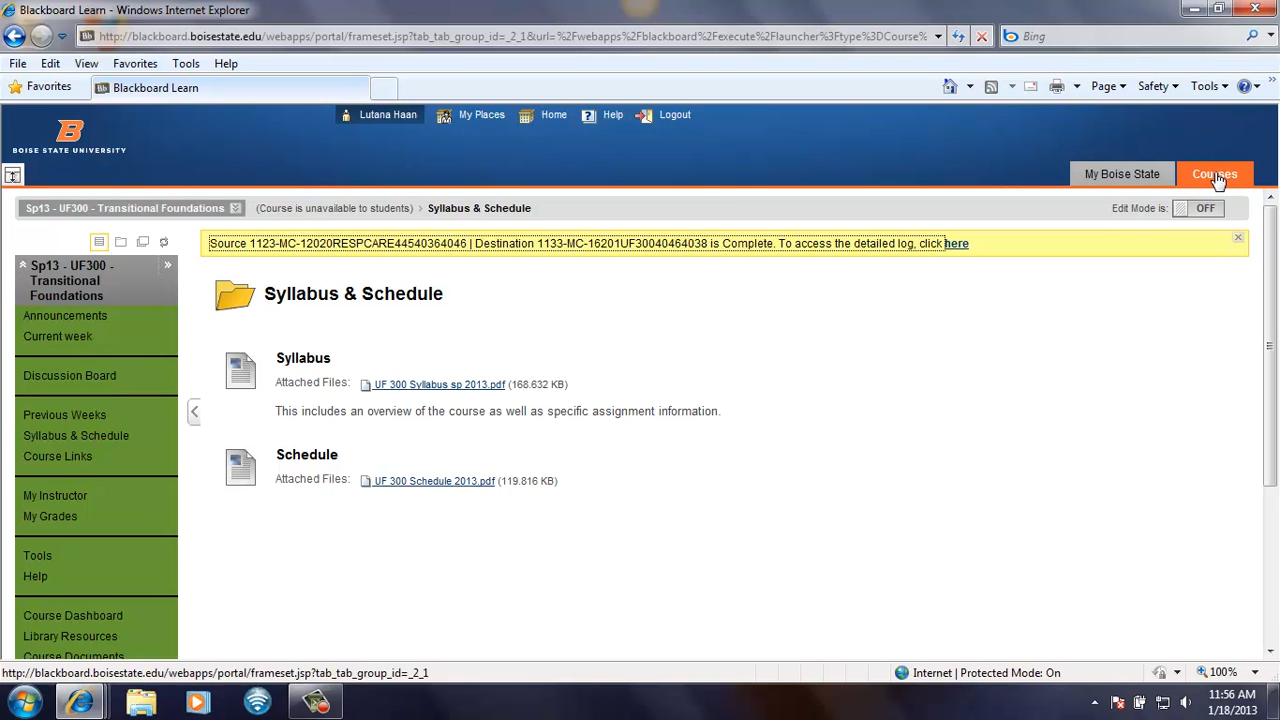 Blackboard Learn - Windows Internet Explorer
http://blackboard.boisestate.edu/webapps/portal/frameset.jsp?tab_tab_group_id=_2_1&url=%2Fwebapps%2Fblackboard%2Fexecute%2Flauncher%3Ftype%3DCourse%
Bing
File Edit View Favorites Tools Help
Favorites Bb Blackboard Learn Page Safety Tools
Lutana Haan My Places Home Help Logout
B
BOISE STATE UNIVERSITY
My Boise State Courses
Sp13 - UF300 - Transitional Foundations (Course is unavailable to students) > Syllabus & Schedule Edit Mode is: OFF
Source 1123-MC-12020RESPCARE44540364046 | Destination 1133-MC-16201UF30040464038 is Complete. To access the detailed log, click here
Sp13 - UF300 -
Transitional
Foundations
Announcements
Current week
Discussion Board
Previous Weeks
Syllabus & Schedule
Course Links
My Instructor
My Grades
Tools
Help
Course Dashboard
Library Resources
Course Documents
Syllabus & Schedule
Syllabus
Attached Files: UF 300 Syllabus sp 2013.pdf (168.632 KB)
This includes an overview of the course as well as specific assignment information.
Schedule
Attached Files: UF 300 Schedule 2013.pdf (119.816 KB)
http://blackboard.boisestate.edu/webapps/portal/frameset.jsp?tab_tab_group_id=_2_1
Internet | Protected Mode: On
100%
11:56 AM
1/18/2013